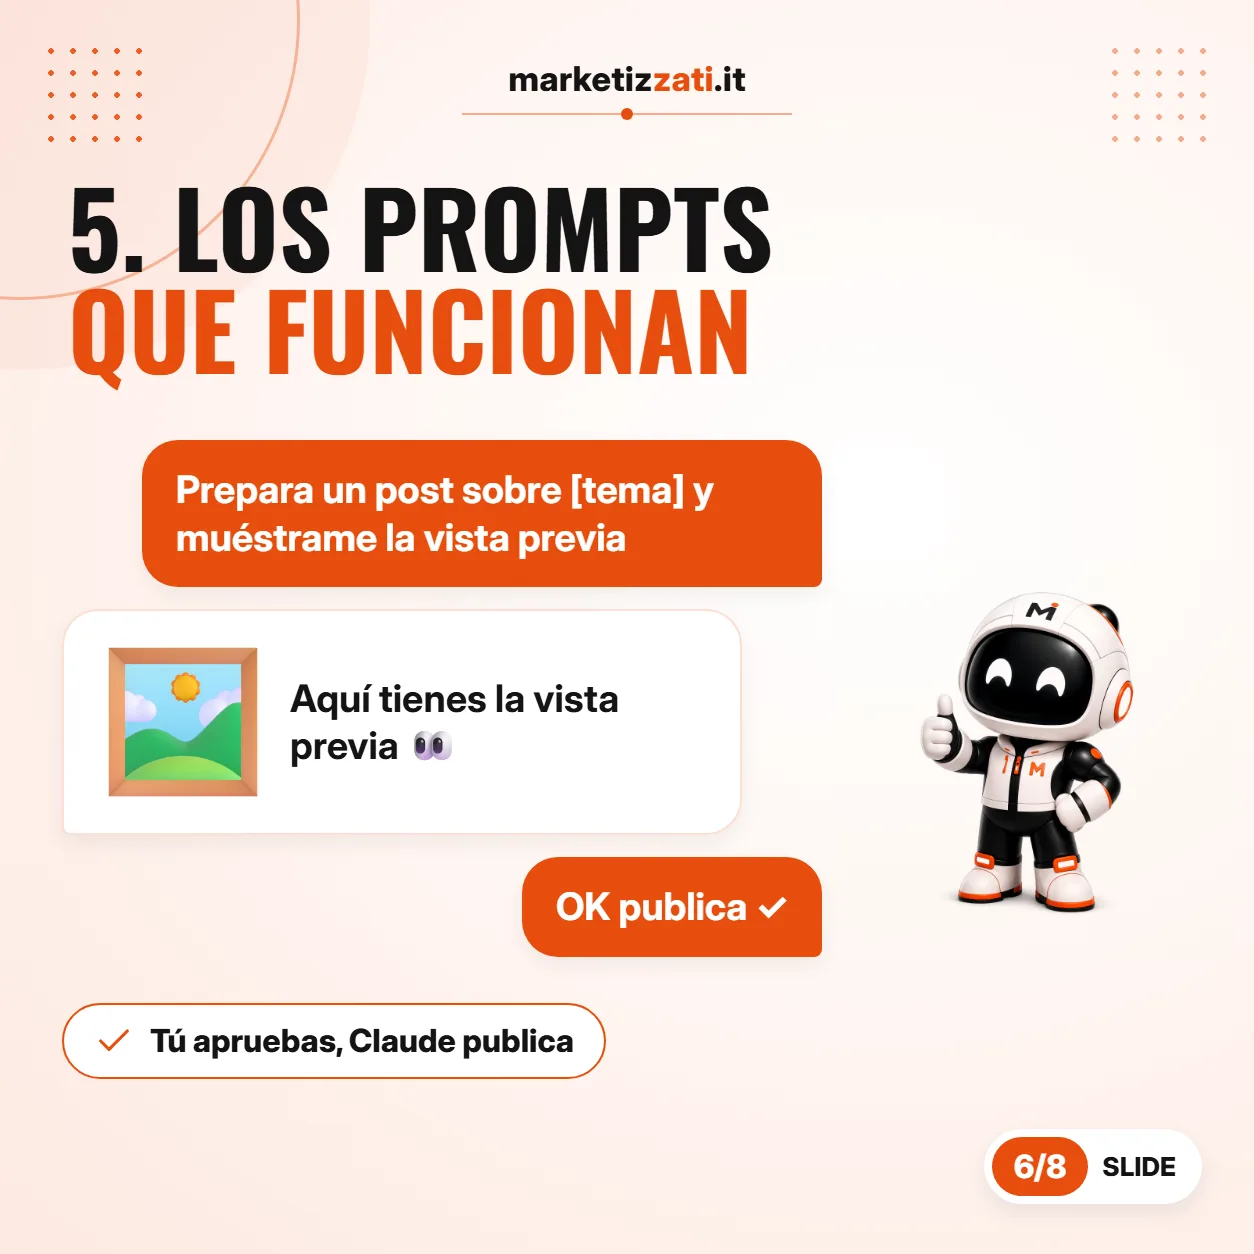 marketizzati.it
5. LOS PROMPTS
QUE FUNCIONAN
Prepara un post sobre [tema] y
muéstrame la vista previa
Aquí tienes la vista
previa 👀
M
M
OK publica ✓
✓ Tú apruebas, Claude publica
6/8 SLIDE